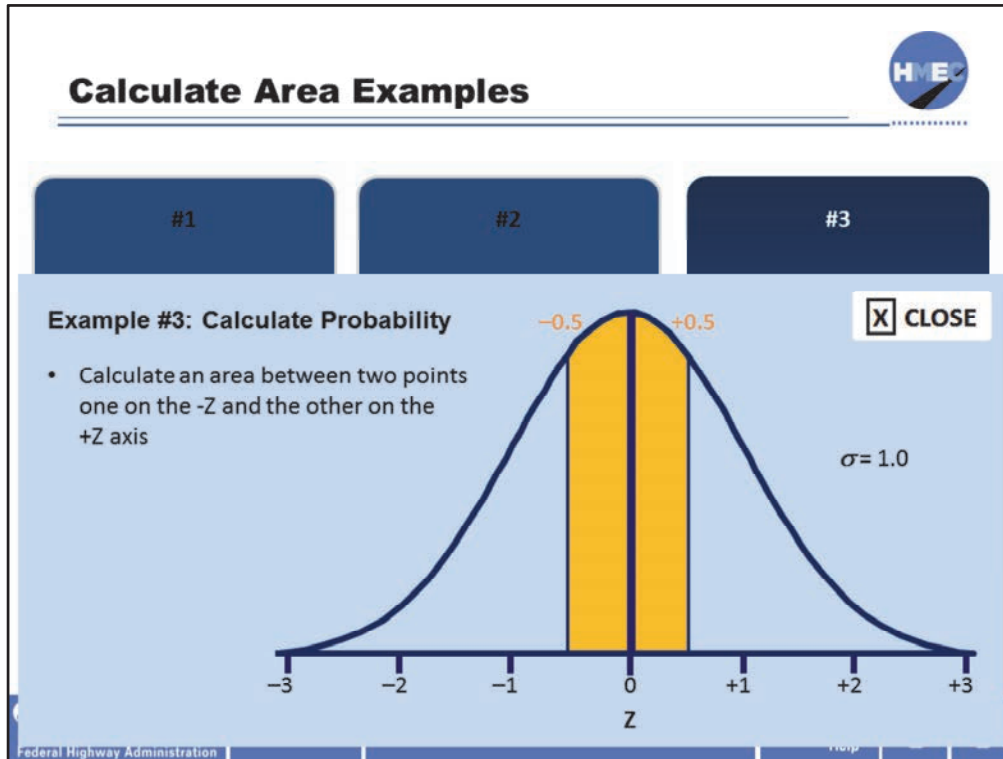 Calculate Area Examples
HMEC
#1
#2
#3
Example #3: Calculate Probability
−0.5
+0.5
X CLOSE
• Calculate an area between two points
one on the -Z and the other on the
+Z axis
σ= 1.0
−3
−2
−1
0
+1
+2
+3
Z
Federal Highway Administration
Help